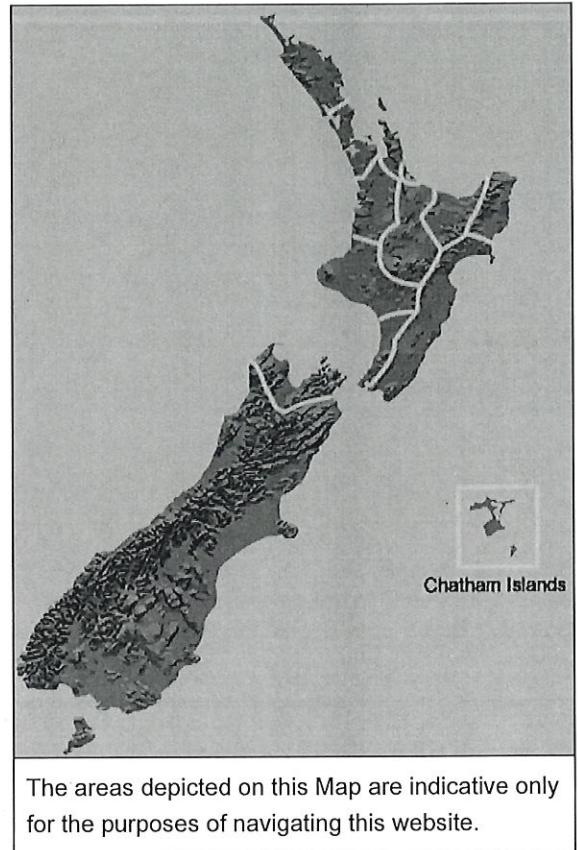 Chatham Islands
The areas depicted on this Map are indicative only
for the purposes of navigating this website.